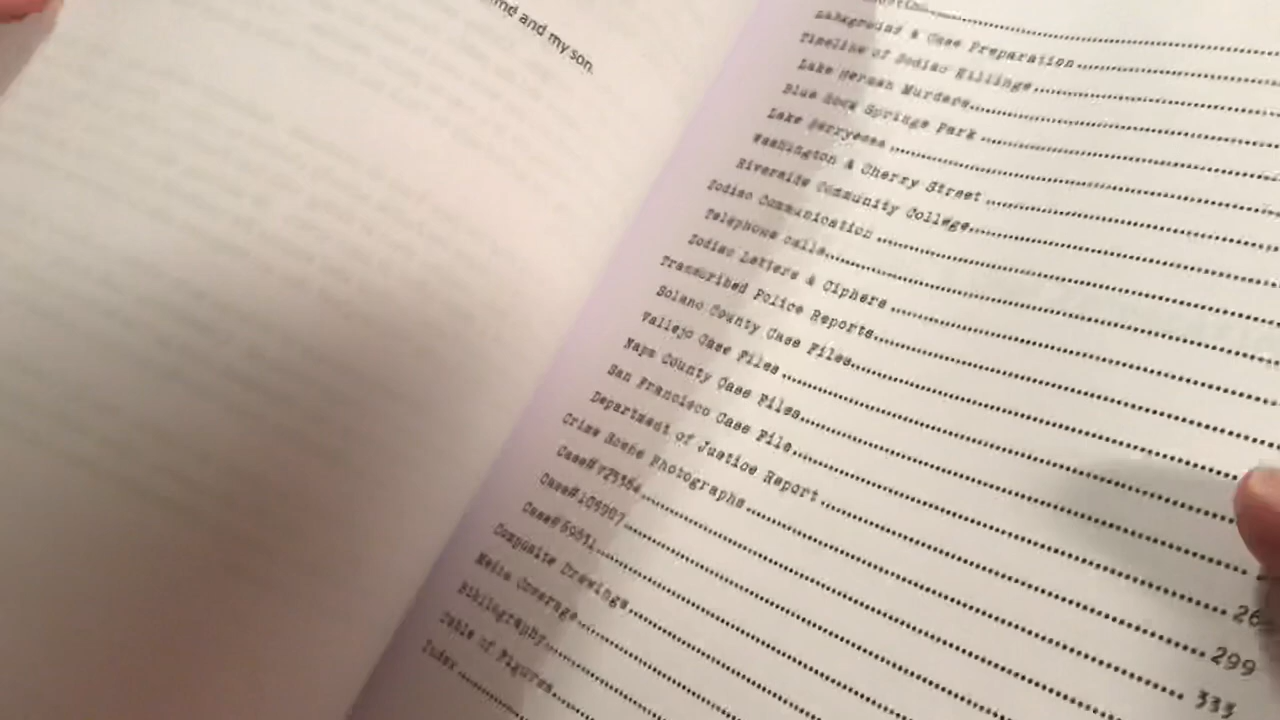 me and my son.
& Case Preparation
Timeline of Zodiac Killings
Lake Herman Murders
Blue Rock Springs Park
Lake Berryessa
Washington & Cherry Street
Riverside Community College
Zodiac Communication
Telephone calls
Zodiac Letters & Ciphers
Transcribed Police Reports
Solano County Case Files
Vallejo Case Files
Napa County Case Files
San Francisco Case File
Department of Justice Report
Crime Scene Photographs 299
Case# 333
Case#105907
Case#
Composite Drawings
Media Coverage
Bibliography
Table of Figures
Index